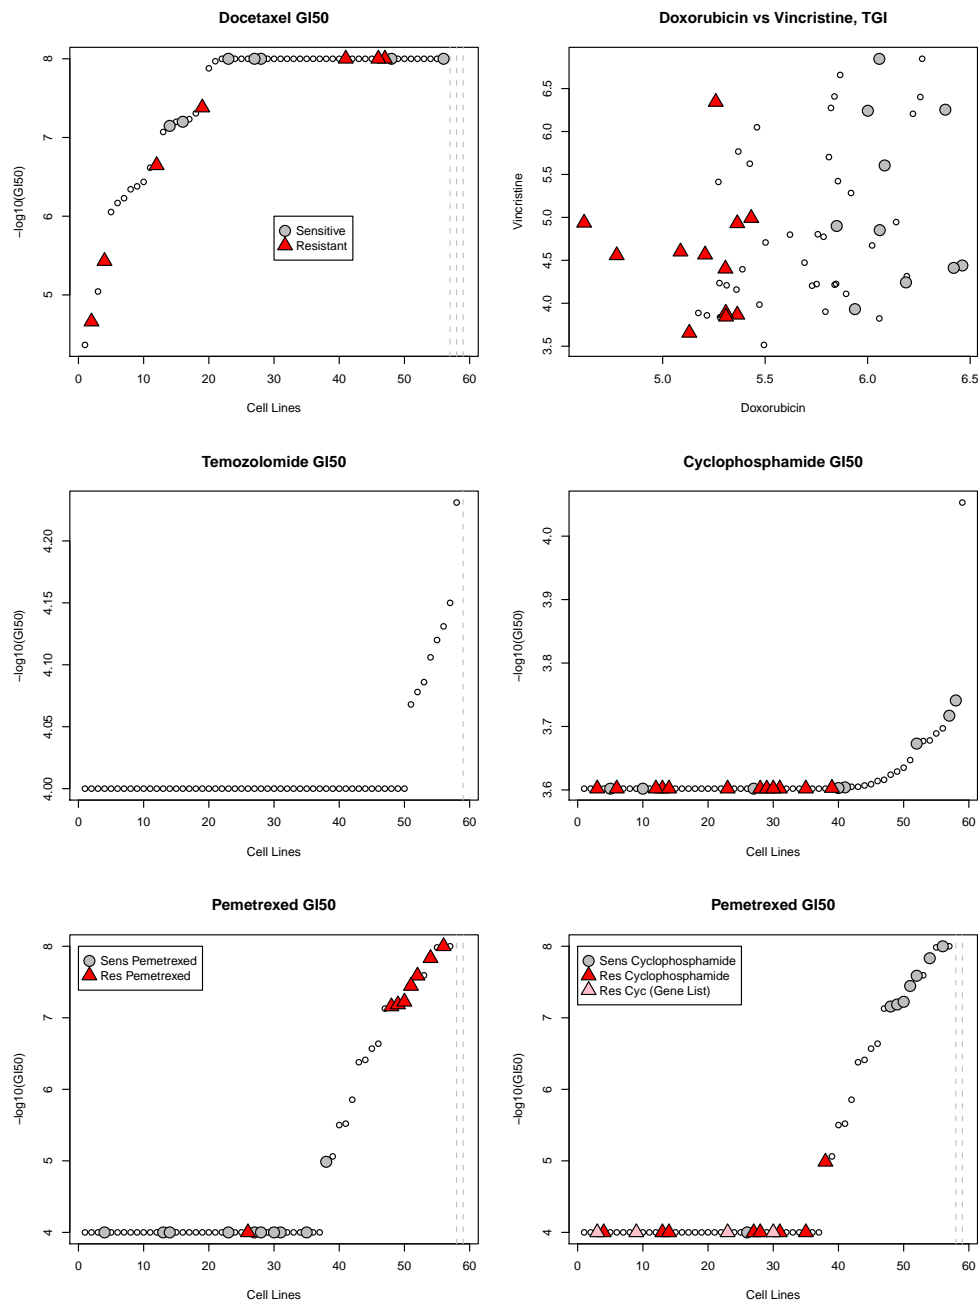 Docetaxel GI50
−log10(GI50)
8
7
6
5
Sensitive
Resistant
0 10 20 30 40 50 60
Cell Lines
Doxorubicin vs Vincristine, TGI
Vincristine
6.5
6.0
5.5
5.0
4.5
4.0
3.5
5.0 5.5 6.0 6.5
Doxorubicin
Temozolomide GI50
−log10(GI50)
4.20
4.15
4.10
4.05
4.00
0 10 20 30 40 50 60
Cell Lines
Cyclophosphamide GI50
−log10(GI50)
4.0
3.9
3.8
3.7
3.6
0 10 20 30 40 50 60
Cell Lines
Pemetrexed GI50
−log10(GI50)
8
7
6
5
4
Sens Pemetrexed
Res Pemetrexed
0 10 20 30 40 50 60
Cell Lines
Pemetrexed GI50
−log10(GI50)
8
7
6
5
4
Sens Cyclophosphamide
Res Cyclophosphamide
Res Cyc (Gene List)
0 10 20 30 40 50 60
Cell Lines